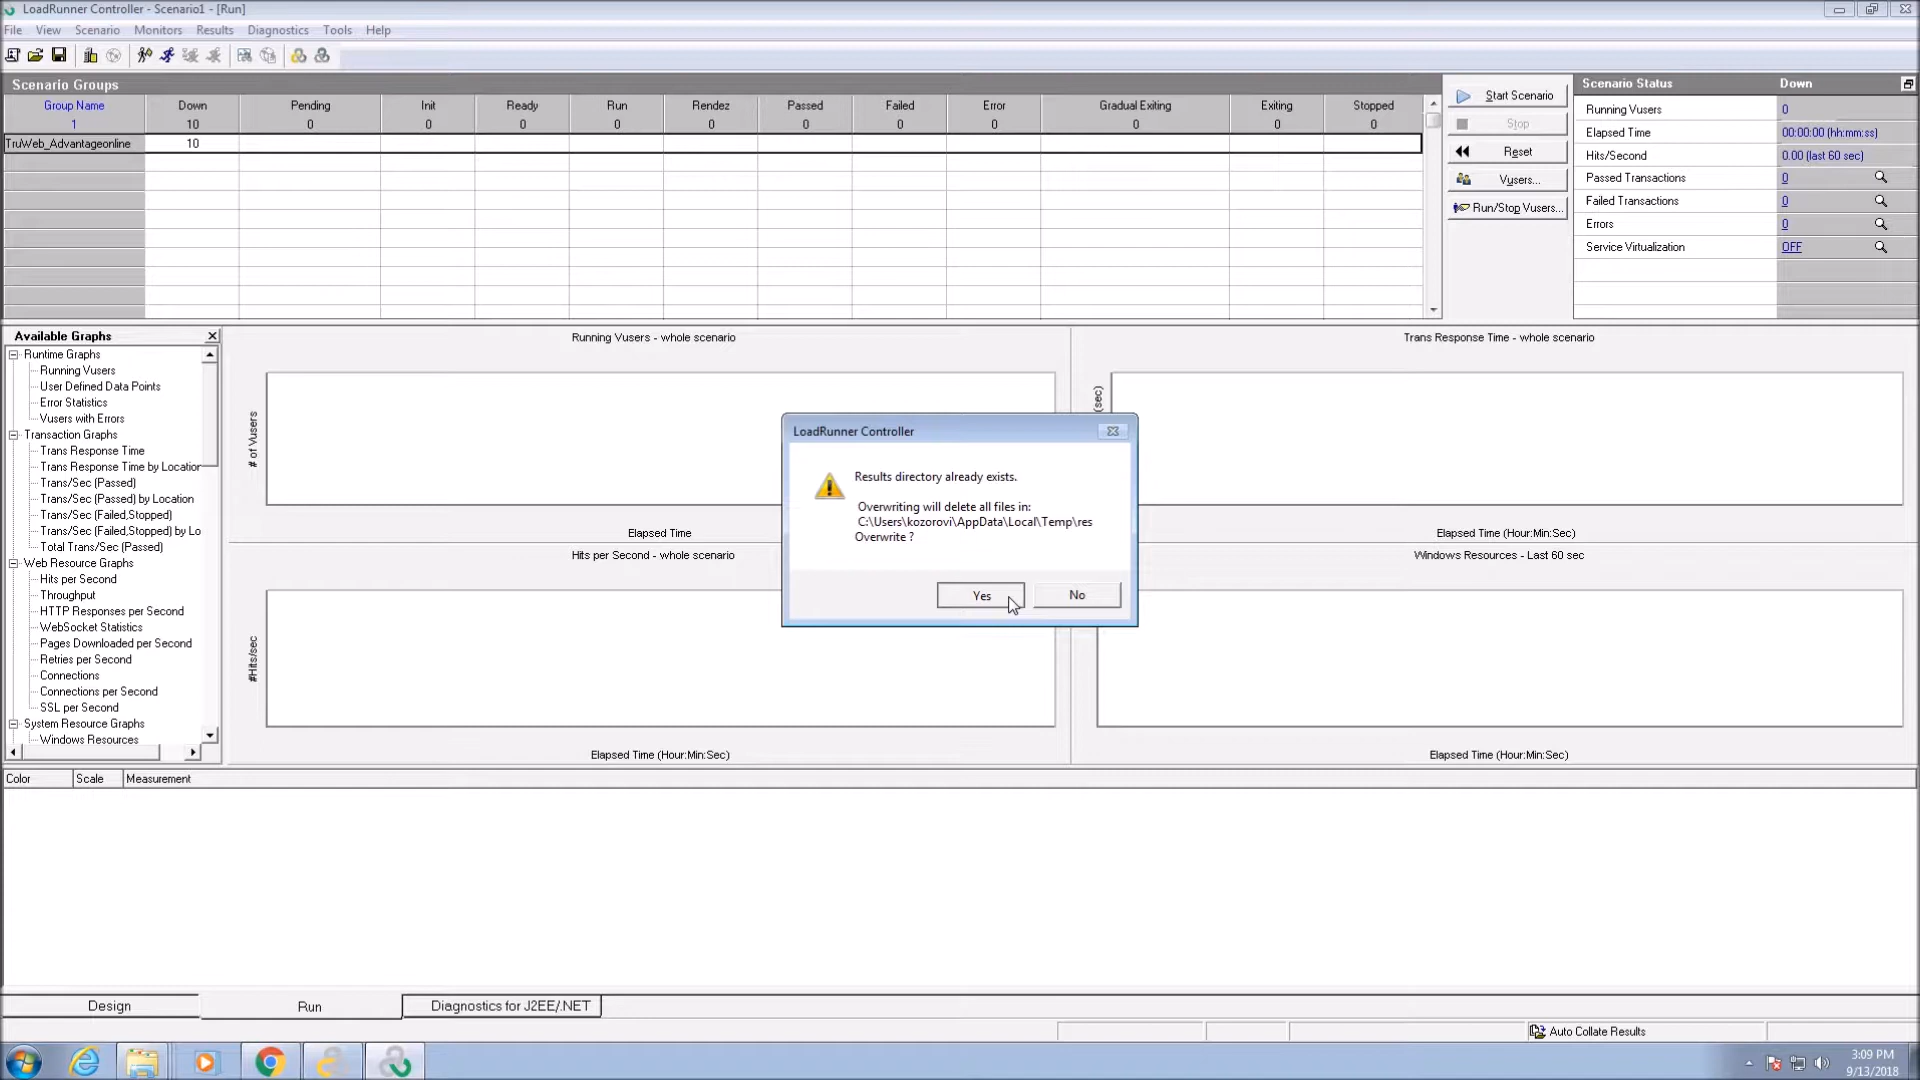 LoadRunner Controller - Scenario1 - [Run]
File View Scenario Monitors Results Diagnostics Tools Help
Scenario Groups
Group Name Down Pending Init Ready Run Rendez Passed Failed Error Gradual Exiting Exiting Stopped
1 10 0 0 0 0 0 0 0 0 0 0 0
TruWeb_Advantageonline 10
Start Scenario
Stop
Reset
Vusers...
Run/Stop Vusers...
Scenario Status Down
Running Vusers 0
Elapsed Time 00:00:00 (hh:mm:ss)
Hits/Second 0.00 (last 60 sec)
Passed Transactions 0
Failed Transactions 0
Errors 0
Service Virtualization OFF
Available Graphs
Runtime Graphs
Running Vusers
User Defined Data Points
Error Statistics
Vusers with Errors
Transaction Graphs
Trans Response Time
Trans Response Time by Location
Trans/Sec (Passed)
Trans/Sec (Passed) by Location
Trans/Sec (Failed,Stopped)
Trans/Sec (Failed,Stopped) by Lo
Total Trans/Sec (Passed)
Web Resource Graphs
Hits per Second
Throughput
HTTP Responses per Second
WebSocket Statistics
Pages Downloaded per Second
Retries per Second
Connections
Connections per Second
SSL per Second
System Resource Graphs
Windows Resources
Running Vusers - whole scenario
# of Vusers
Elapsed Time
Trans Response Time - whole scenario
(sec)
Elapsed Time (Hour:Min:Sec)
Hits per Second - whole scenario
#Hits/sec
Elapsed Time (Hour:Min:Sec)
Windows Resources - Last 60 sec
Elapsed Time (Hour:Min:Sec)
LoadRunner Controller
Results directory already exists.
Overwriting will delete all files in:
C:\Users\kozorovi\AppData\Local\Temp\res
Overwrite ?
Yes No
Color Scale Measurement
Design Run Diagnostics for J2EE/.NET
Auto Collate Results
3:09 PM
9/13/2018